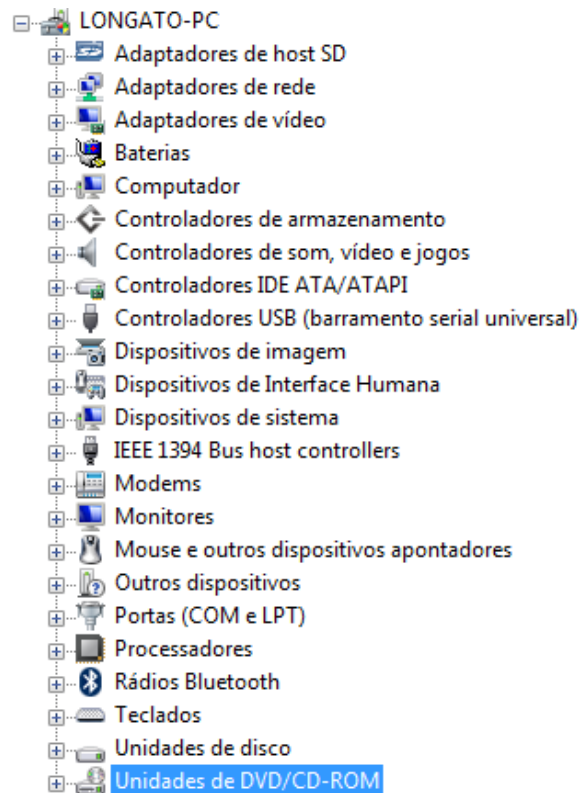 LONGATO-PC
Adaptadores de host SD
Adaptadores de rede
Adaptadores de vídeo
Baterias
Computador
Controladores de armazenamento
Controladores de som, vídeo e jogos
Controladores IDE ATA/ATAPI
Controladores USB (barramento serial universal)
Dispositivos de imagem
Dispositivos de Interface Humana
Dispositivos de sistema
IEEE 1394 Bus host controllers
Modems
Monitores
Mouse e outros dispositivos apontadores
Outros dispositivos
Portas (COM e LPT)
Processadores
Rádios Bluetooth
Teclados
Unidades de disco
Unidades de DVD/CD-ROM